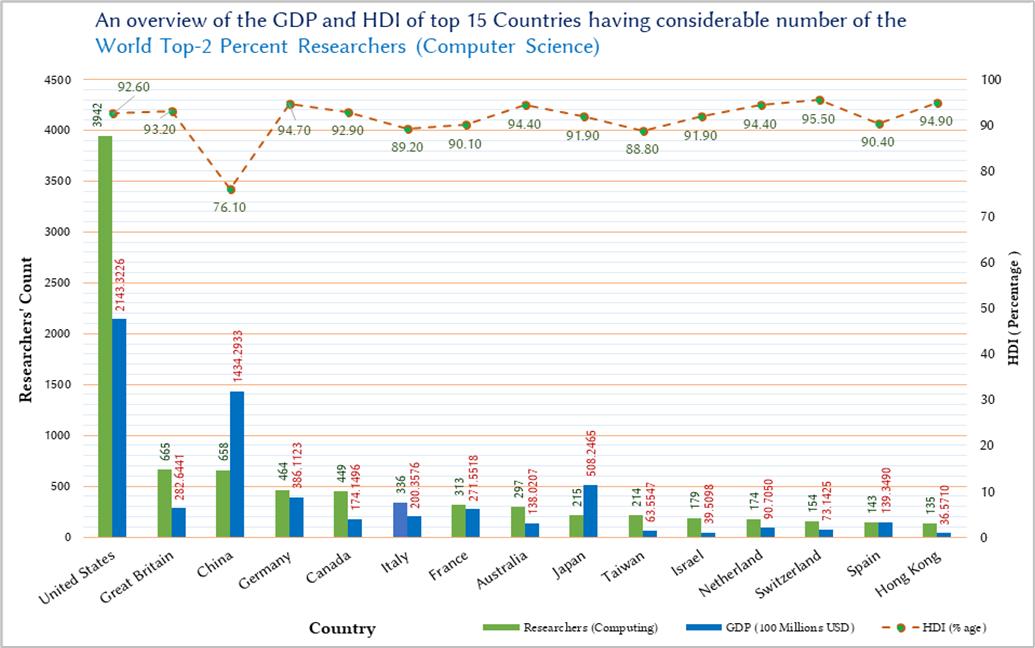 An overview of the GDP and HDI of top 15 Countries having considerable number of the
World Top-2 Percent Researchers (Computer Science)
4500
4000
3500
3000
2500
2000
1500
1000
500
0
Researchers' Count
100
90
80
70
60
50
40
30
20
10
0
HDI ( Percentage )
92.60
93.20
76.10
94.70
92.90
89.20
90.10
94.40
91.90
88.80
91.90
94.40
95.50
90.40
94.90
3942
2143.3226
665
282.6441
658
1434.2933
464
386.1123
449
174.1496
336
200.3576
313
271.5518
297
138.0207
215
508.2465
214
63.5547
179
39.5098
174
90.7050
154
73.1425
143
139.3490
135
36.5710
United States
Great Britain
China
Germany
Canada
Italy
France
Australia
Japan
Taiwan
Israel
Netherland
Switzerland
Spain
Hong Kong
Country
Researchers (Computing)
GDP (100 Millions USD)
HDI (% age)